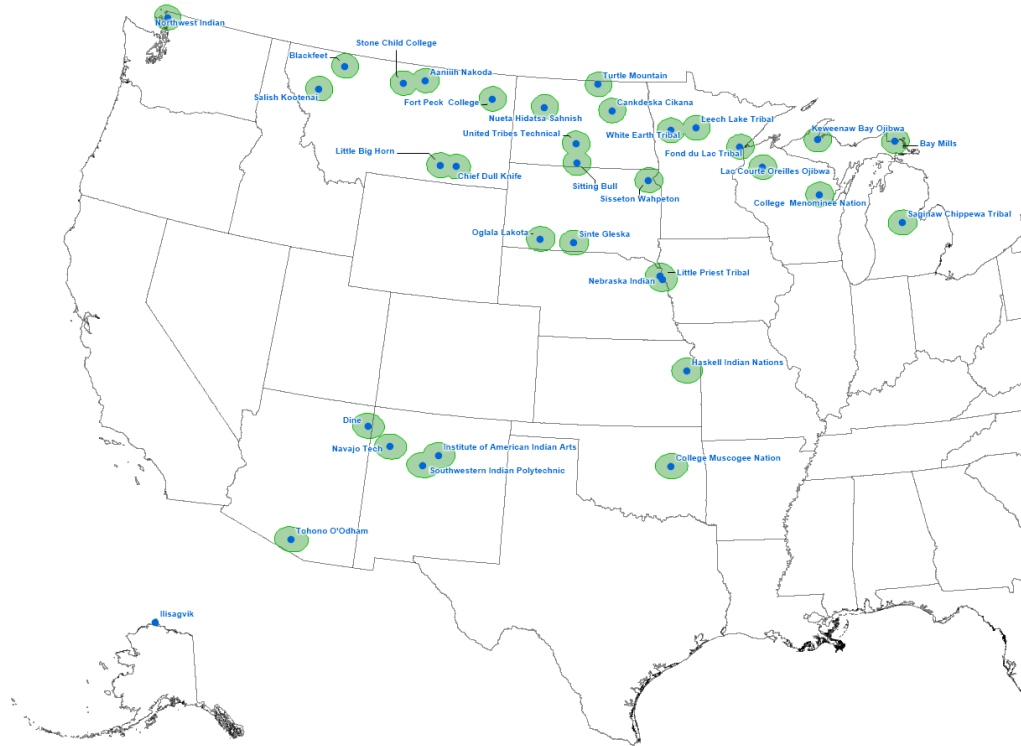 Northwest Indian
Stone Child College
Blackfeet
Aaniiih Nakoda
Turtle Mountain
Salish Kootenai
Fort Peck College
Cankdeska Cikana
Nueta Hidatsa Sahnish
Leech Lake Tribal
Keweenaw Bay Ojibwa
United Tribes Technical
White Earth Tribal
Bay Mills
Little Big Horn
Fond du Lac Tribal
Chief Dull Knife
Lac Courte Oreilles Ojibwa
Sitting Bull
Sisseton Wahpeton
College Menominee Nation
Saginaw Chippewa Tribal
Oglala Lakota
Sinte Gleska
Little Priest Tribal
Nebraska Indian
Haskell Indian Nations
Dine
Navajo Tech
Institute of American Indian Arts
Southwestern Indian Polytechnic
College Muscogee Nation
Tohono O'Odham
Ilisagvik